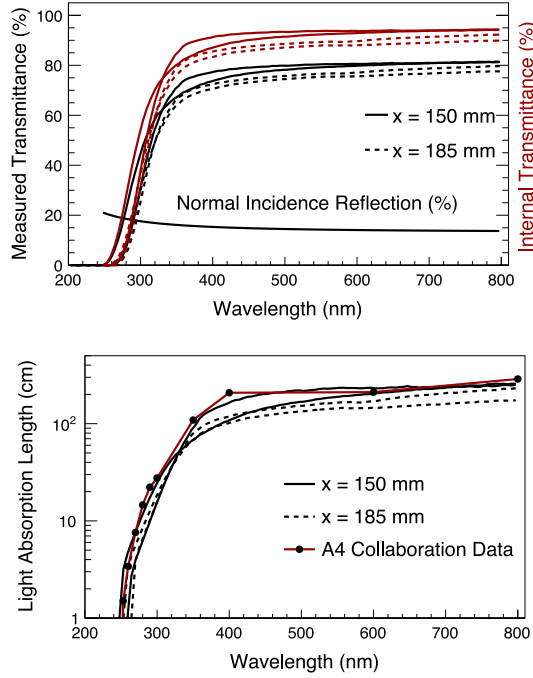 Measured Transmittance (%)
Internal Transmittance (%)
100
80
60
40
20
0
x = 150 mm
x = 185 mm
Normal Incidence Reflection (%)
200 300 400 500 600 700 800
Wavelength (nm)
Light Absorption Length (cm)
10²
10
1
x = 150 mm
x = 185 mm
A4 Collaboration Data
200 300 400 500 600 700 800
Wavelength (nm)